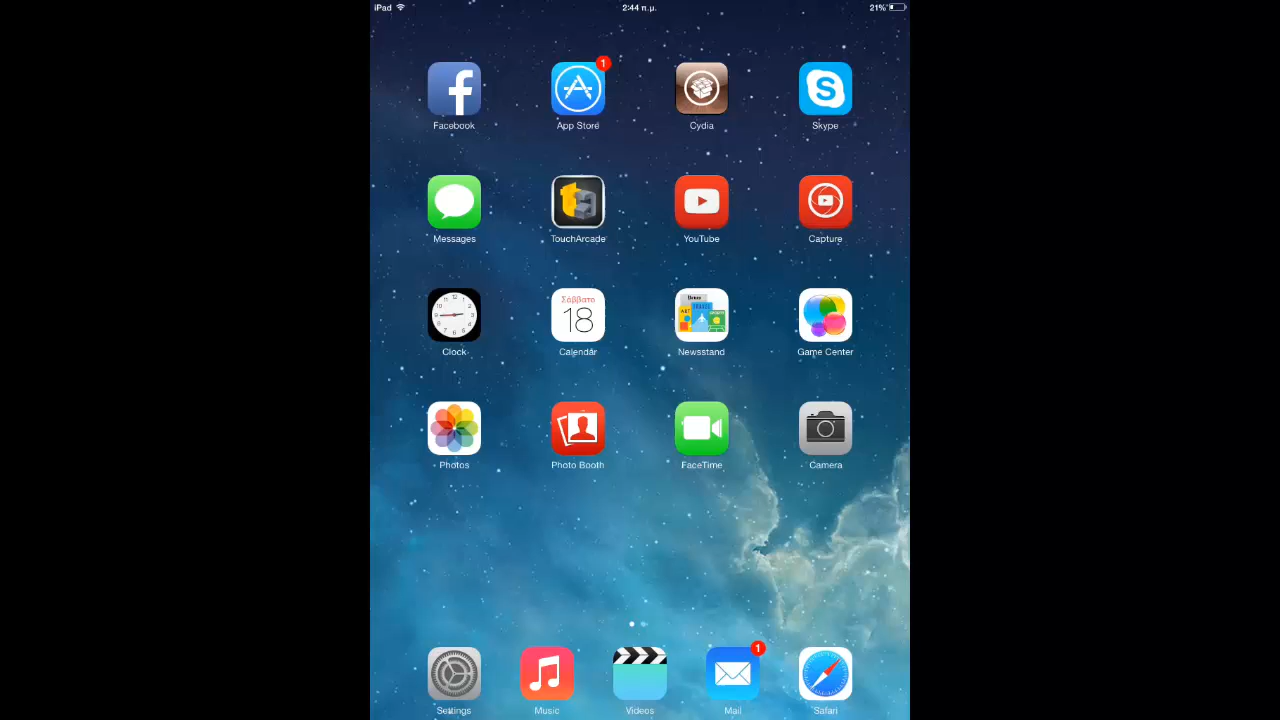 iPad 2:44 π.μ. 21%
1
Facebook App Store Cydia Skype
Messages TouchArcade YouTube Capture
Σάββατο
18
Clock Calendar Newsstand Game Center
Photos Photo Booth FaceTime Camera
1
Settings Music Videos Mail Safari